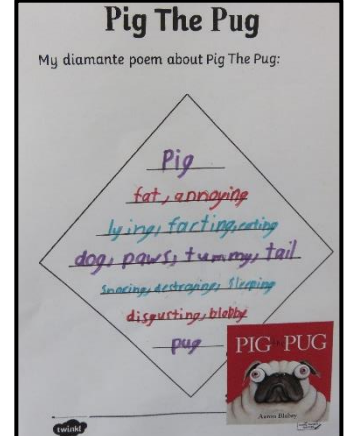 Pig The Pug
My diamante poem about Pig The Pug:
Pig
fat, annoying
lying, farting, eating
dog, paws, tummy, tail
snoring, destroying, sleeping
disgusting, blobby
pug
PIG THE PUG
Aaron Blabey
twinkl